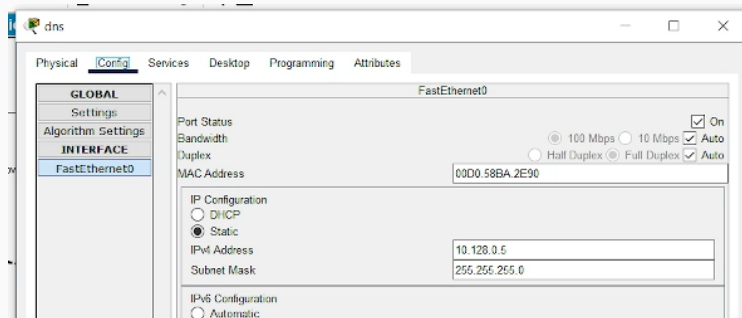 dns
Physical Config Services Desktop Programming Attributes
GLOBAL
Settings
Algorithm Settings
INTERFACE
FastEthernet0
FastEthernet0
Port Status On
Bandwidth 100 Mbps 10 Mbps Auto
Duplex Half Duplex Full Duplex Auto
MAC Address 00D0.58BA.2E90
IP Configuration
DHCP
Static
IPv4 Address 10.128.0.5
Subnet Mask 255.255.255.0
IPv6 Configuration
Automatic